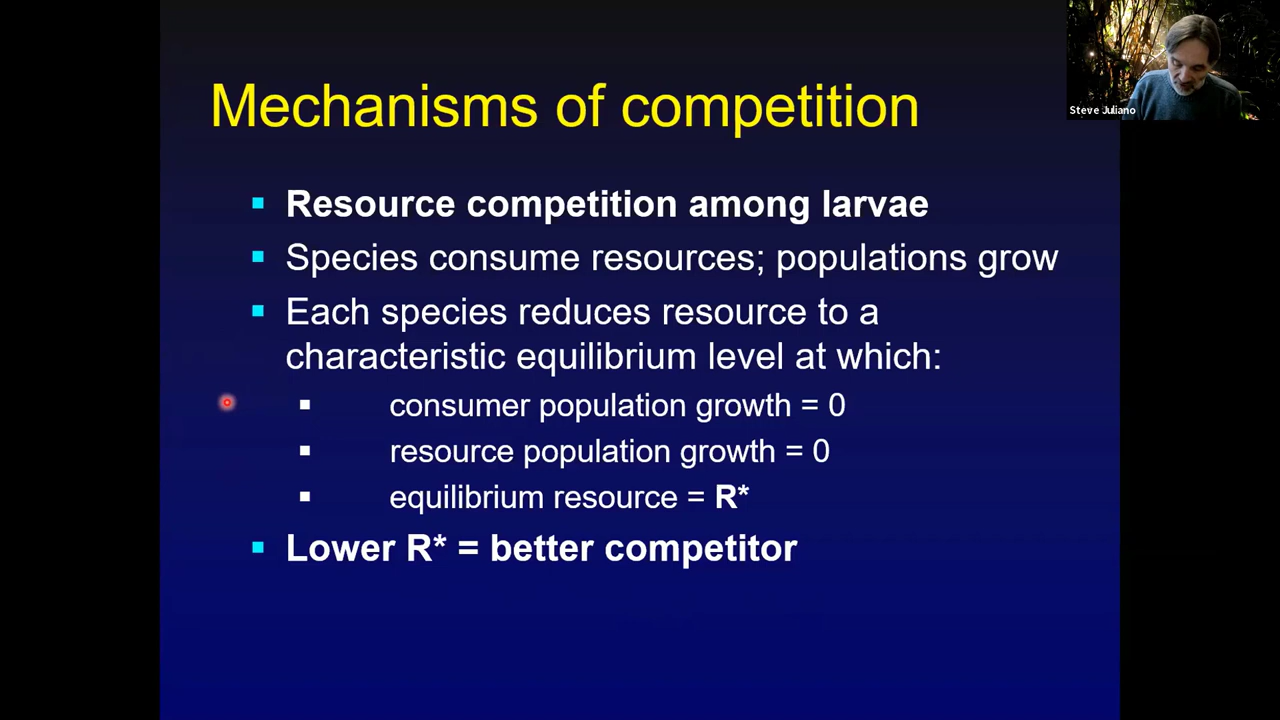 Mechanisms of competition
Steve Juliano
Resource competition among larvae
Species consume resources; populations grow
Each species reduces resource to a
characteristic equilibrium level at which:
consumer population growth = 0
resource population growth = 0
equilibrium resource = R*
Lower R* = better competitor